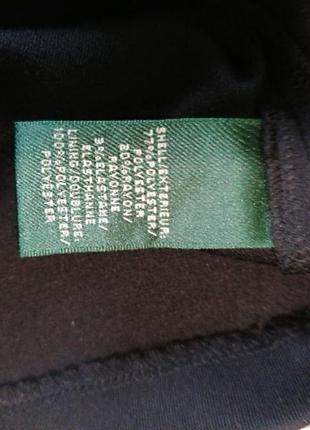 SHELL/EXTERIEUR:
77%POLYESTER/
POLYESTER
20%RAYON/
RAYONNE
3%ELASTANE/
ELASTHANNE
LINING/DOUBLURE:
100%POLYESTER/
POLYESTER